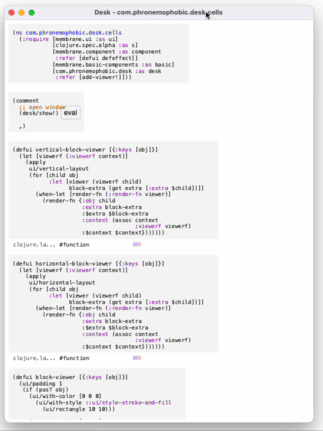 Desk - com.phronemophobic.desk.cells
(ns com.phronemophobic.desk.cells
(:require [membrane.ui :as ui]
[clojure.spec.alpha :as s]
[membrane.component :as component
:refer [defui defeffect]]
[membrane.basic-components :as basic]
[com.phronemophobic.desk :as desk
:refer [add-viewer!]]))
(comment
;; open window
(desk/show!) eval
,)
(defui vertical-block-viewer [{:keys [obj]}]
(let [{viewerf :viewerf} context]
(apply
ui/vertical-layout
(for [child obj
:let [viewer (viewerf child)
block-extra (get extra [:extra $child])]]
(when-let [render-fn (:render-fn viewer)]
(render-fn {:obj child
:extra block-extra
:$extra $block-extra
:context (assoc context
:viewerf viewerf)
:$context $context})))))
clojure.la... #function
(defui horizontal-block-viewer [{:keys [obj]}]
(let [{viewerf :viewerf} context]
(apply
ui/horizontal-layout
(for [child obj
:let [viewer (viewerf child)
block-extra (get extra [:extra $child])]]
(when-let [render-fn (:render-fn viewer)]
(render-fn {:obj child
:extra block-extra
:$extra $block-extra
:context (assoc context
:viewerf viewerf)
:$context $context})))))
clojure.la... #function
(defui block-viewer [{:keys [obj]}]
(ui/padding 1
(if (pos? obj)
(ui/with-color [0 0 0]
(ui/with-style ::ui/style-stroke-and-fill
(ui/rectangle 10 10)))